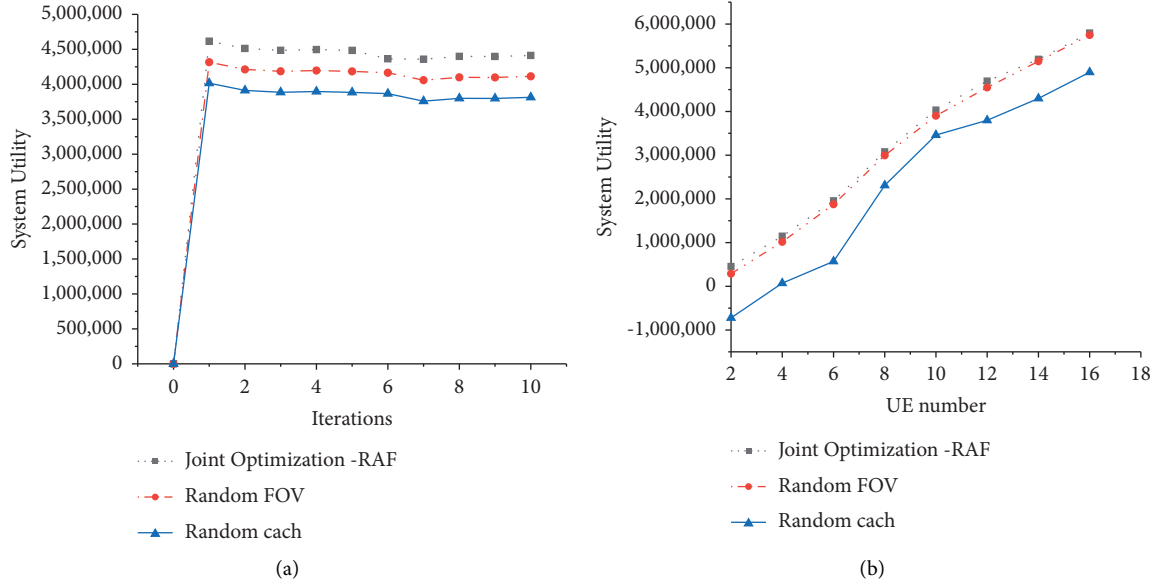 5,000,000
4,500,000
4,000,000
3,500,000
3,000,000
2,500,000
2,000,000
1,500,000
1,000,000
500,000
0
System Utility
0 2 4 6 8 10
Iterations
Joint Optimization -RAF
Random FOV
Random cach
(a)
6,000,000
5,000,000
4,000,000
3,000,000
2,000,000
1,000,000
0
-1,000,000
System Utility
2 4 6 8 10 12 14 16 18
UE number
Joint Optimization -RAF
Random FOV
Random cach
(b)